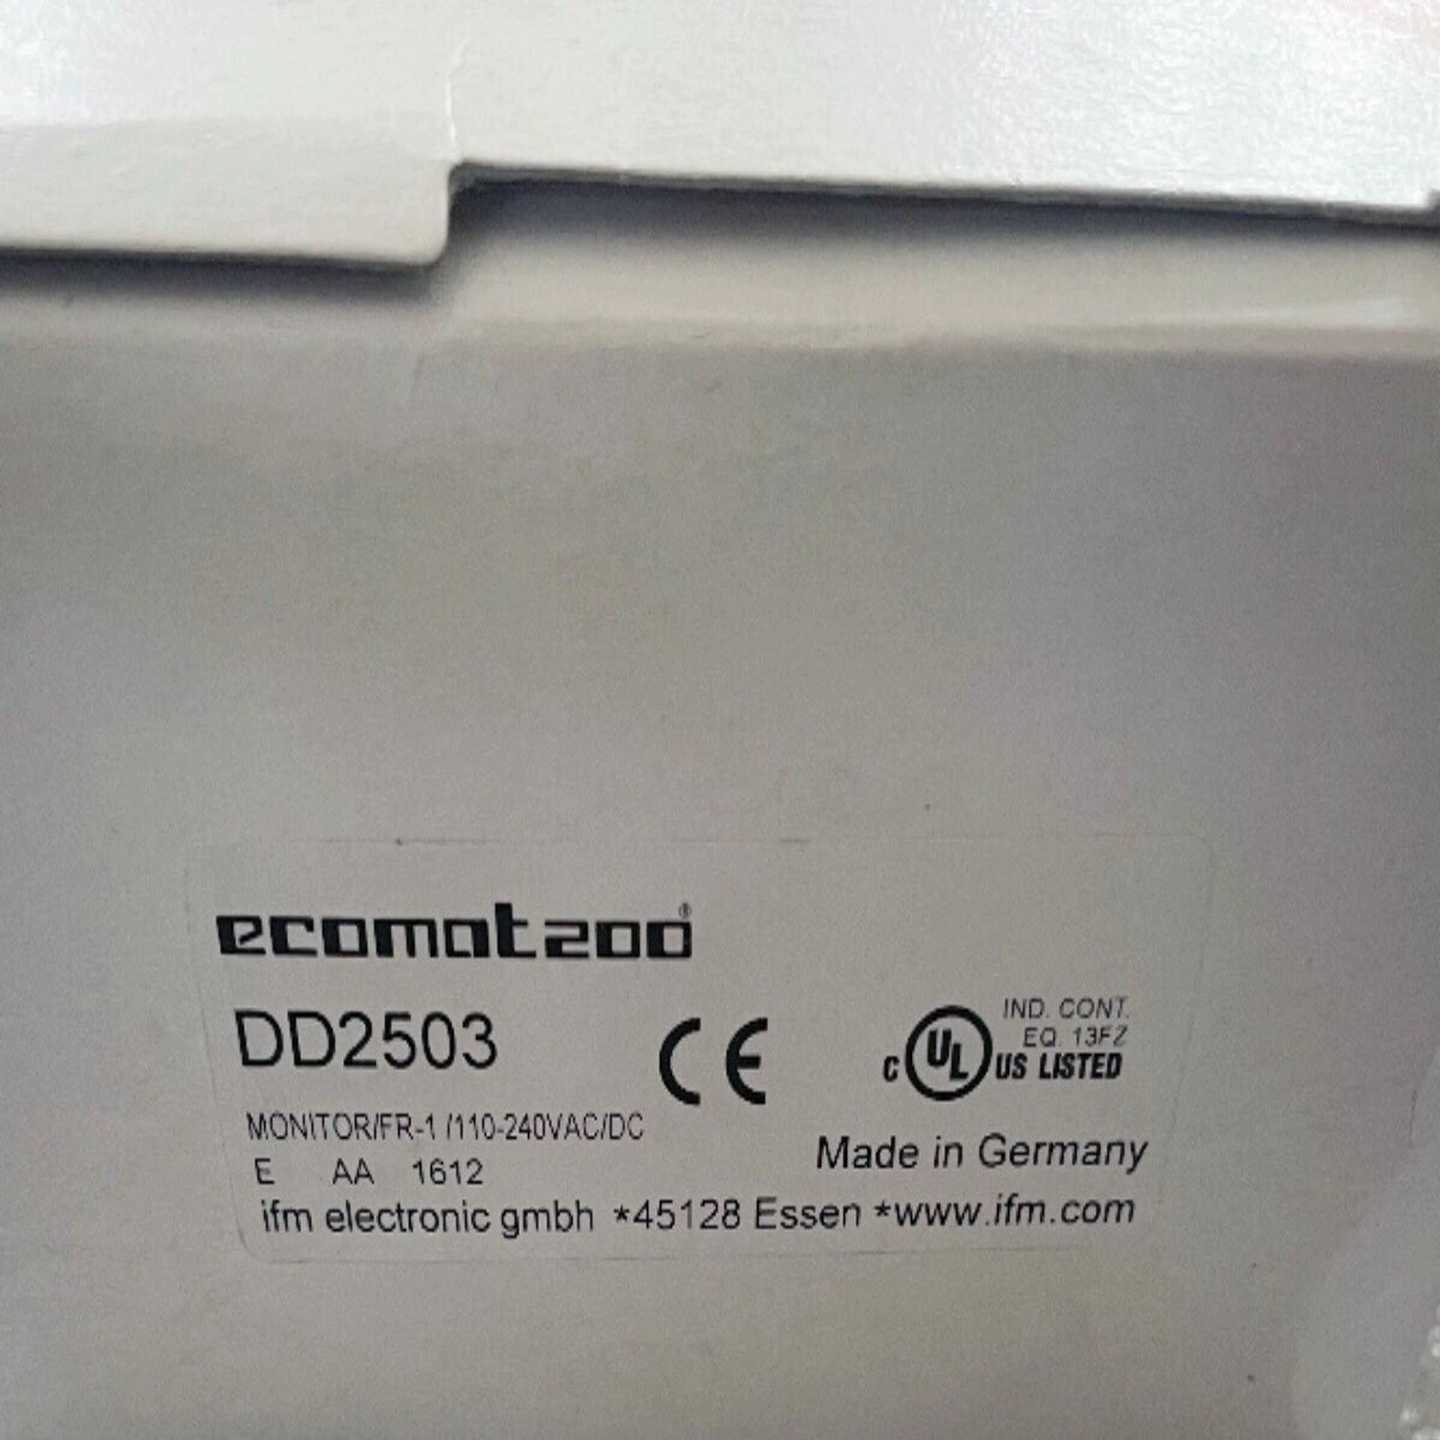 ecomat200®
DD2503
CE
IND. CONT.
EQ. 13FZ
C UL US LISTED
MONITOR/FR-1 /110-240VAC/DC
Made in Germany
E AA 1612
ifm electronic gmbh *45128 Essen *www.ifm.com